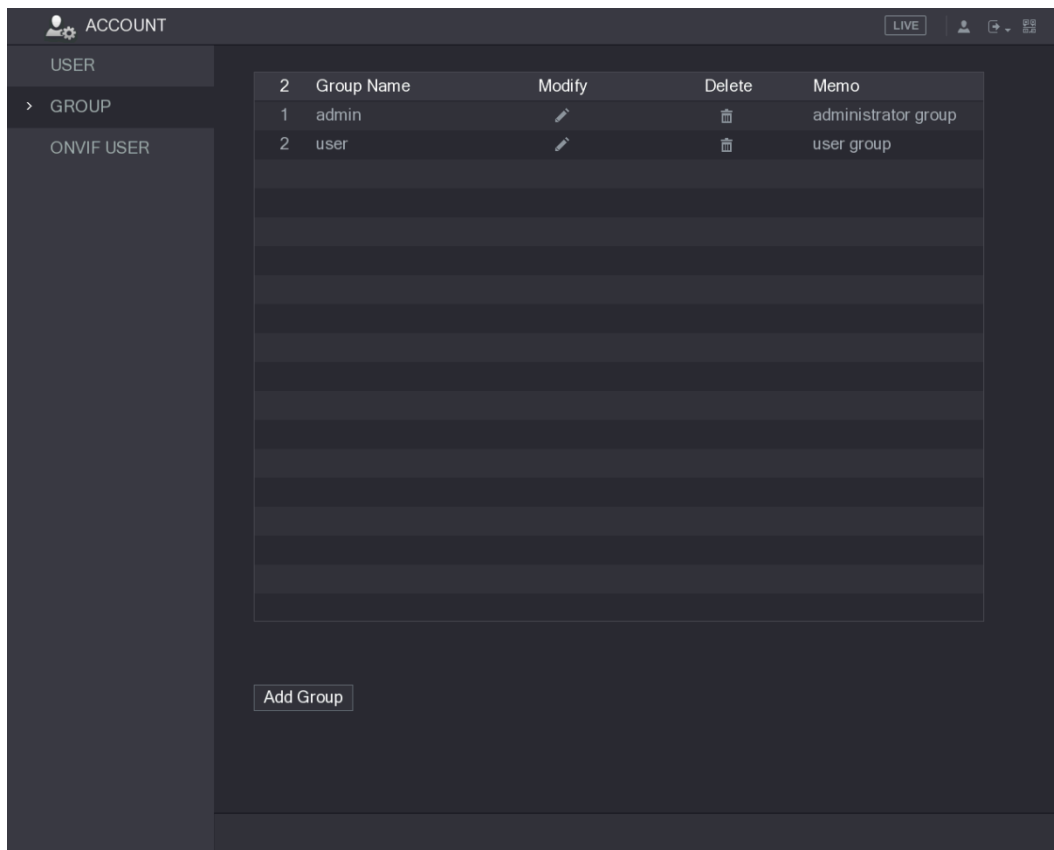 ACCOUNT
LIVE
USER
GROUP
ONVIF USER
2 Group Name Modify Delete Memo
1 admin administrator group
2 user user group
Add Group